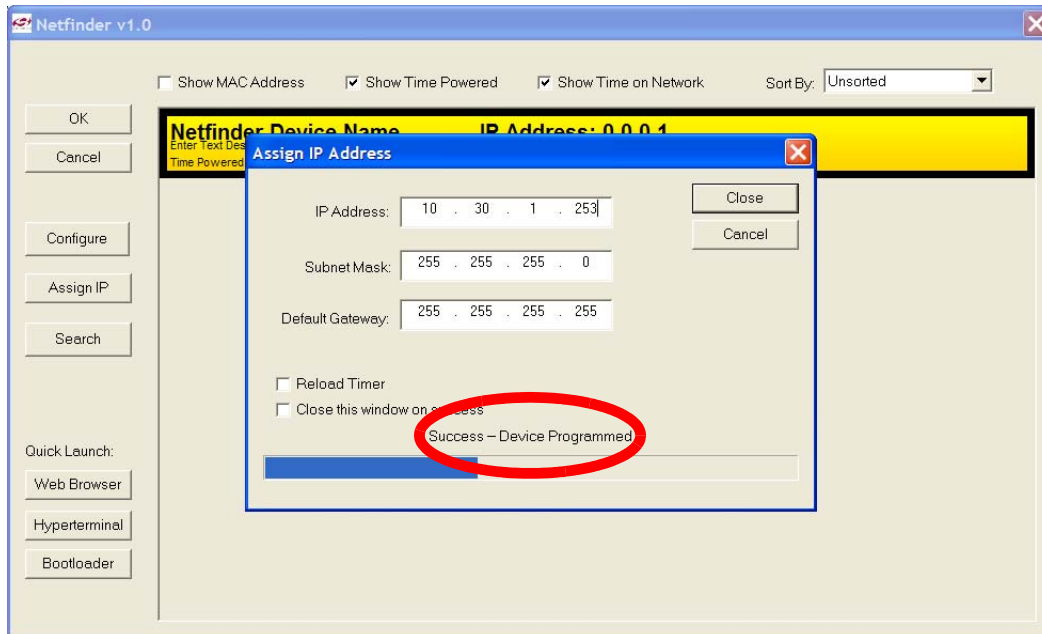 Netfinder v1.0
Show MAC Address Show Time Powered Show Time on Network Sort By: Unsorted
OK
Cancel
Configure
Assign IP
Search
Quick Launch:
Web Browser
Hyperterminal
Bootloader
Netfinder Device Name IP Address: 0.0.0.1
Enter Text Des
Time Powered
Assign IP Address
IP Address: 10 . 30 . 1 . 253
Subnet Mask: 255 . 255 . 255 . 0
Default Gateway: 255 . 255 . 255 . 255
Close
Cancel
Reload Timer
Close this window on success
Success – Device Programmed